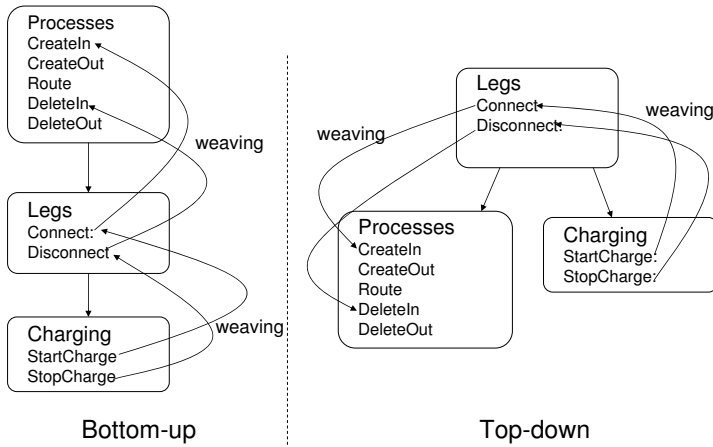 Processes
CreateIn
CreateOut
Route
DeleteIn
DeleteOut
weaving
Legs
Connect:
Disconnect
weaving
Charging
StartCharge
StopCharge
Bottom-up
Legs
Connect
Disconnect:
weaving
weaving
Processes
CreateIn
CreateOut
Route
DeleteIn
DeleteOut
Charging
StartCharge:
StopCharge:
Top-down